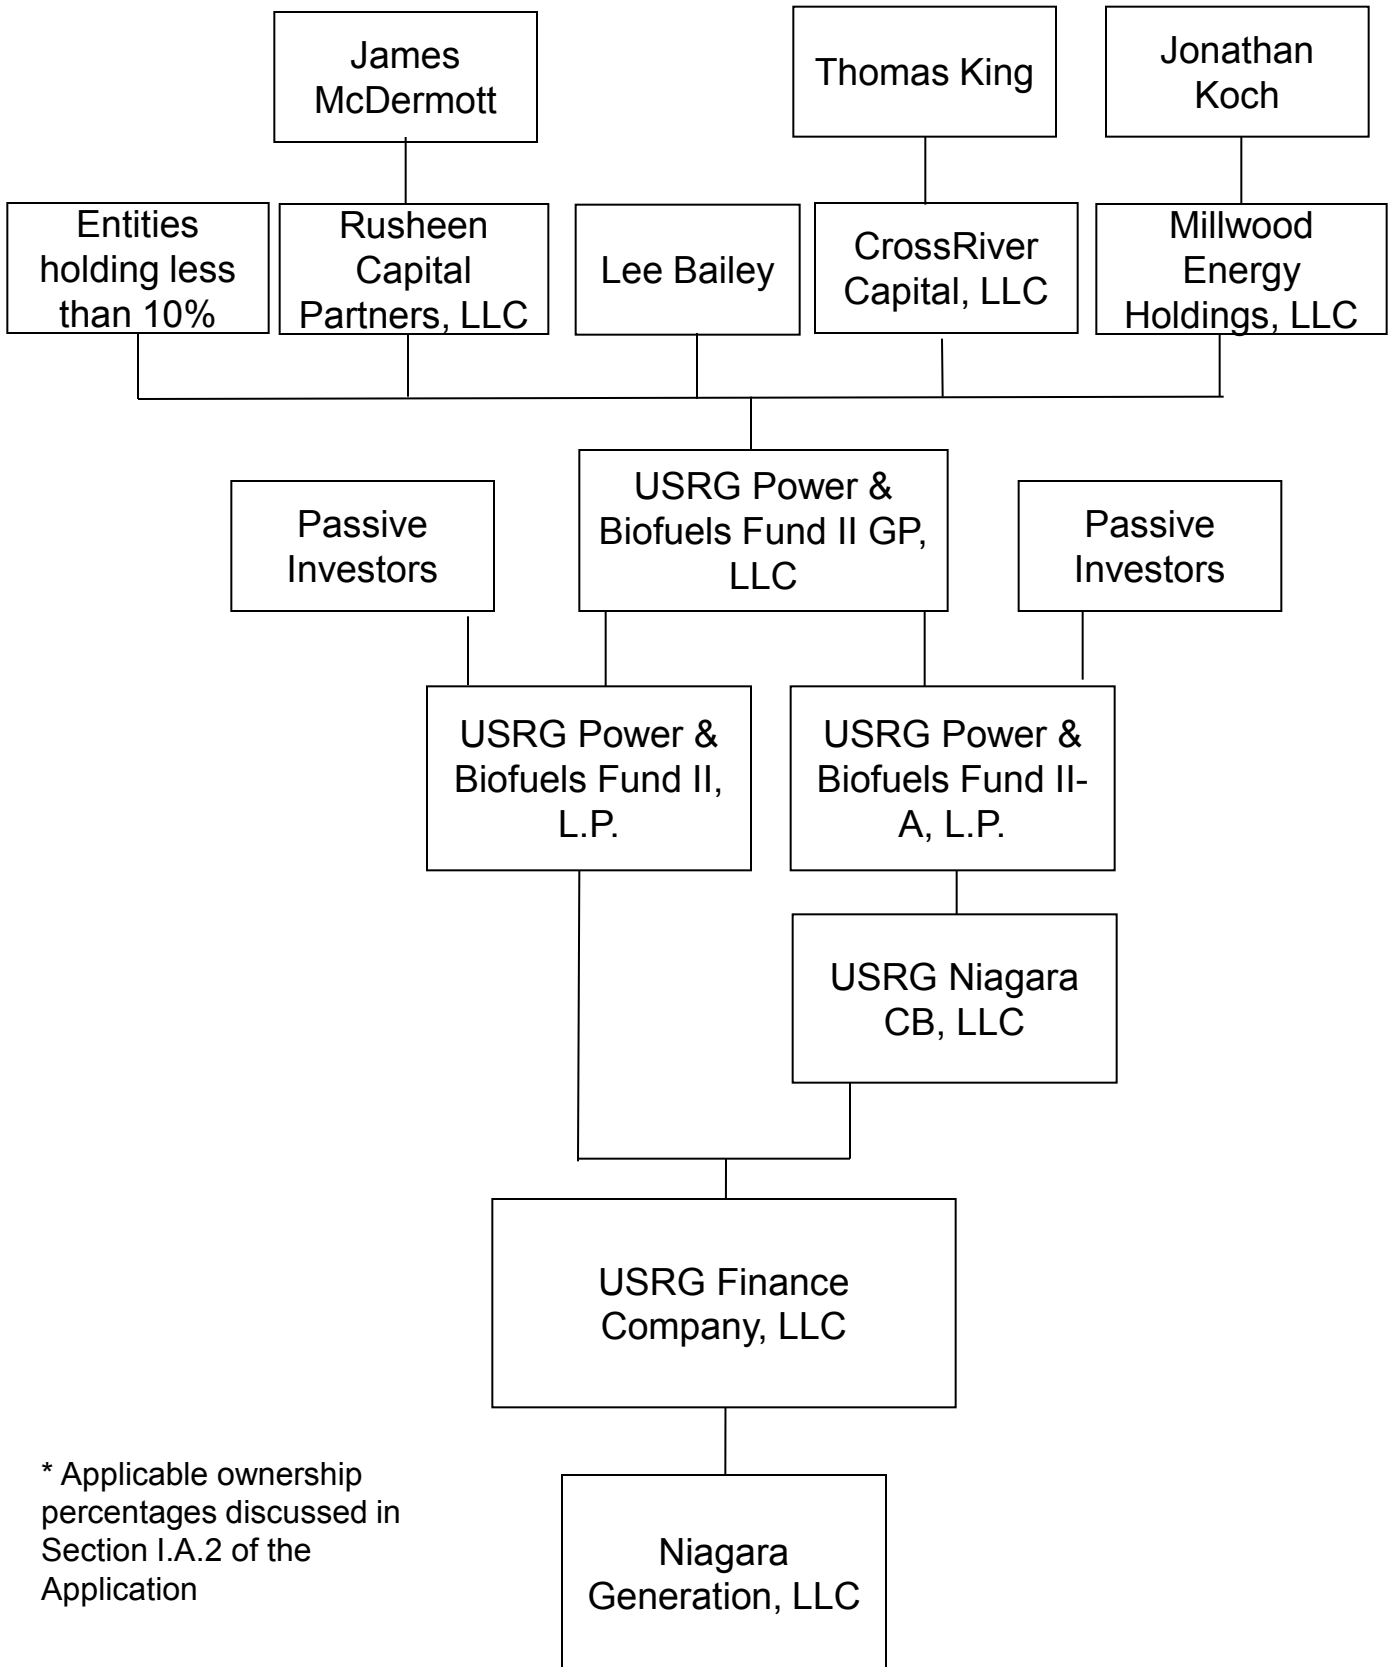 James
McDermott
Thomas King
Jonathan
Koch
Entities
holding less
than 10%
Rusheen
Capital
Partners, LLC
Lee Bailey
CrossRiver
Capital, LLC
Millwood
Energy
Holdings, LLC
Passive
Investors
USRG Power &
Biofuels Fund II GP,
LLC
Passive
Investors
USRG Power &
Biofuels Fund II,
L.P.
USRG Power &
Biofuels Fund II-
A, L.P.
USRG Niagara
CB, LLC
USRG Finance
Company, LLC
* Applicable ownership
percentages discussed in
Section I.A.2 of the
Application
Niagara
Generation, LLC